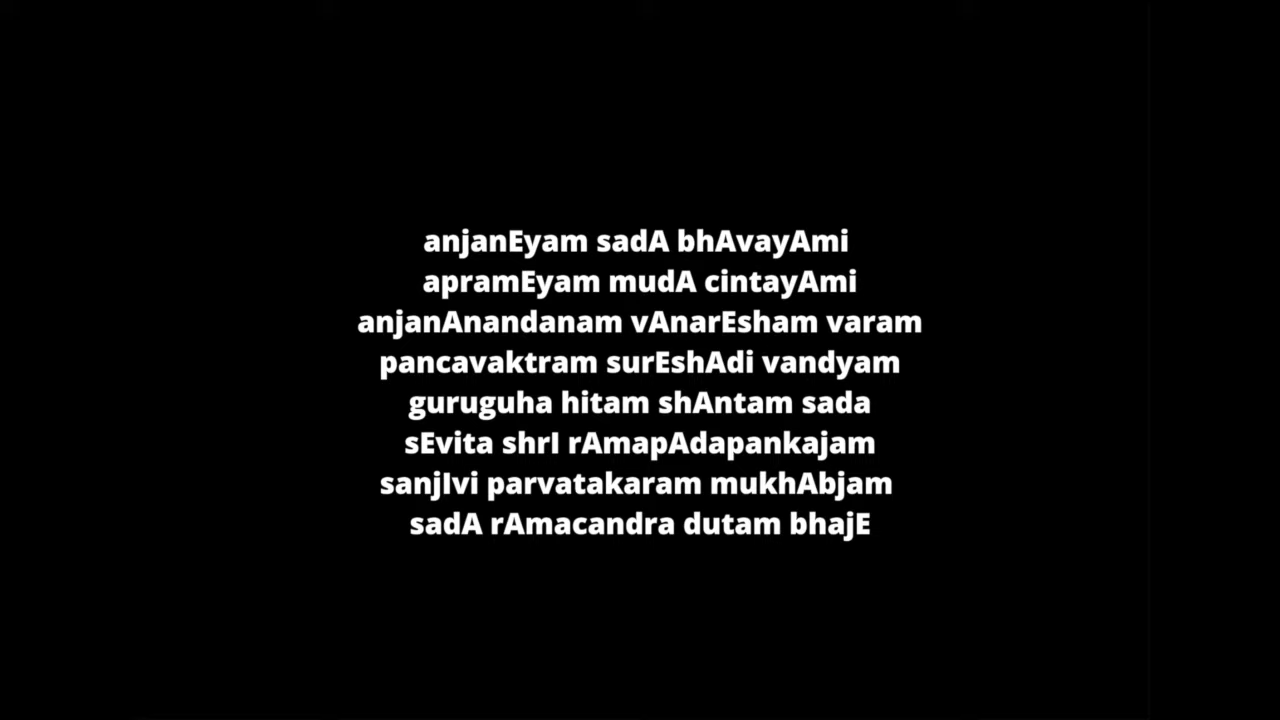 anjanEyam sadA bhAvayAmi
apramEyam mudA cintayAmi
anjanAnandanam vAnarEsham varam
pancavaktram surEshAdi vandyam
guruguha hitam shAntam sada
sEvita shrI rAmapAdapankajam
sanjIvi parvatakaram mukhAbjam
sadA rAmacandra dutam bhajE